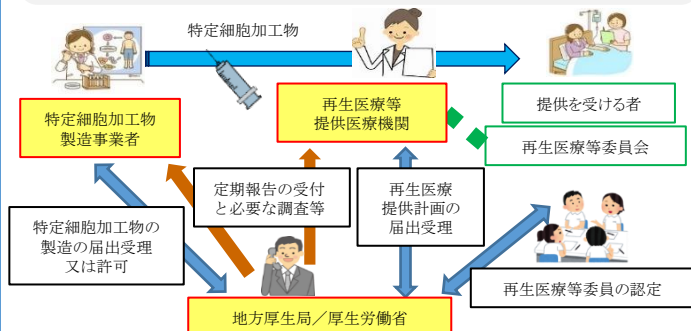 特定細胞加工物
特定細胞加工物
製造事業者
再生医療等
提供医療機関
提供を受ける者
再生医療等委員会
定期報告の受付
と必要な調査等
再生医療
提供計画の
届出受理
特定細胞加工物の
製造の届出受理
又は許可
再生医療等委員の認定
地方厚生局／厚生労働省